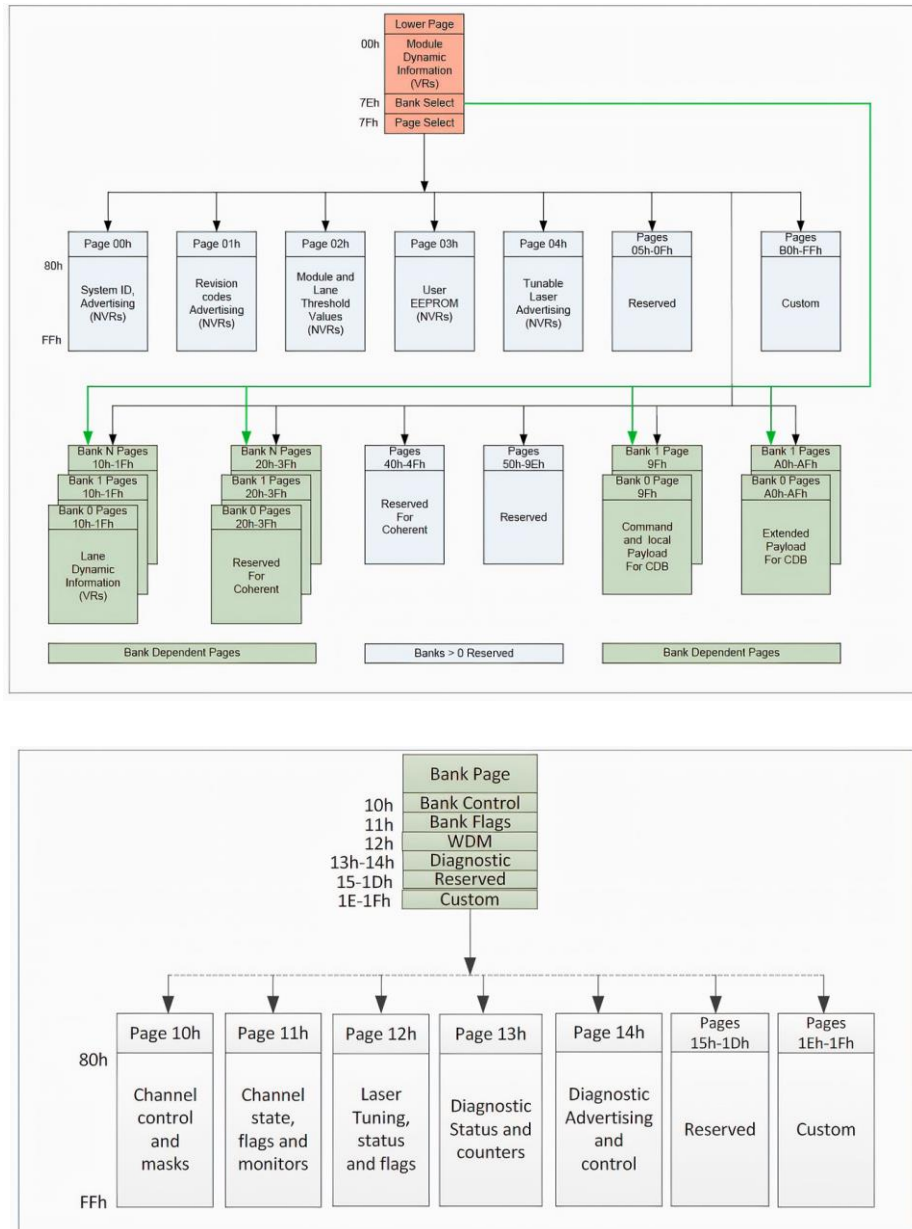 Lower Page
00h
Module
Dynamic
Information
(VRs)
7Eh
Bank Select
7Fh
Page Select
Page 00h
80h
System ID,
Advertising
(NVRs)
FFh
Page 01h
Revision
codes
Advertising
(NVRs)
Page 02h
Module and
Lane
Threshold
Values
(NVRs)
Page 03h
User
EEPROM
(NVRs)
Page 04h
Tunable
Laser
Advertising
(NVRs)
Pages
05h-0Fh
Reserved
Pages
B0h-FFh
Custom
Bank N Pages
10h-1Fh
Bank 1 Pages
10h-1Fh
Bank 0 Pages
10h-1Fh
Lane
Dynamic
Information
(VRs)
Bank N Pages
20h-3Fh
Bank 1 Pages
20h-3Fh
Bank 0 Pages
20h-3Fh
Reserved
For
Coherent
Pages
40h-4Fh
Reserved
For
Coherent
Pages
50h-9Eh
Reserved
Bank 1 Page
9Fh
Bank 0 Page
9Fh
Command
and local
Payload
For CDB
Bank 1 Pages
A0h-AFh
Bank 0 Pages
A0h-AFh
Extended
Payload
For CDB
Bank Dependent Pages
Banks > 0 Reserved
Bank Dependent Pages
Bank Page
10h
Bank Control
11h
Bank Flags
12h
WDM
13h-14h
Diagnostic
15-1Dh
Reserved
1E-1Fh
Custom
Page 10h
80h
Channel
control
and
masks
FFh
Page 11h
Channel
state,
flags and
monitors
Page 12h
Laser
Tuning,
status
and flags
Page 13h
Diagnostic
Status and
counters
Page 14h
Diagnostic
Advertising
and
control
Pages
15h-1Dh
Reserved
Pages
1Eh-1Fh
Custom